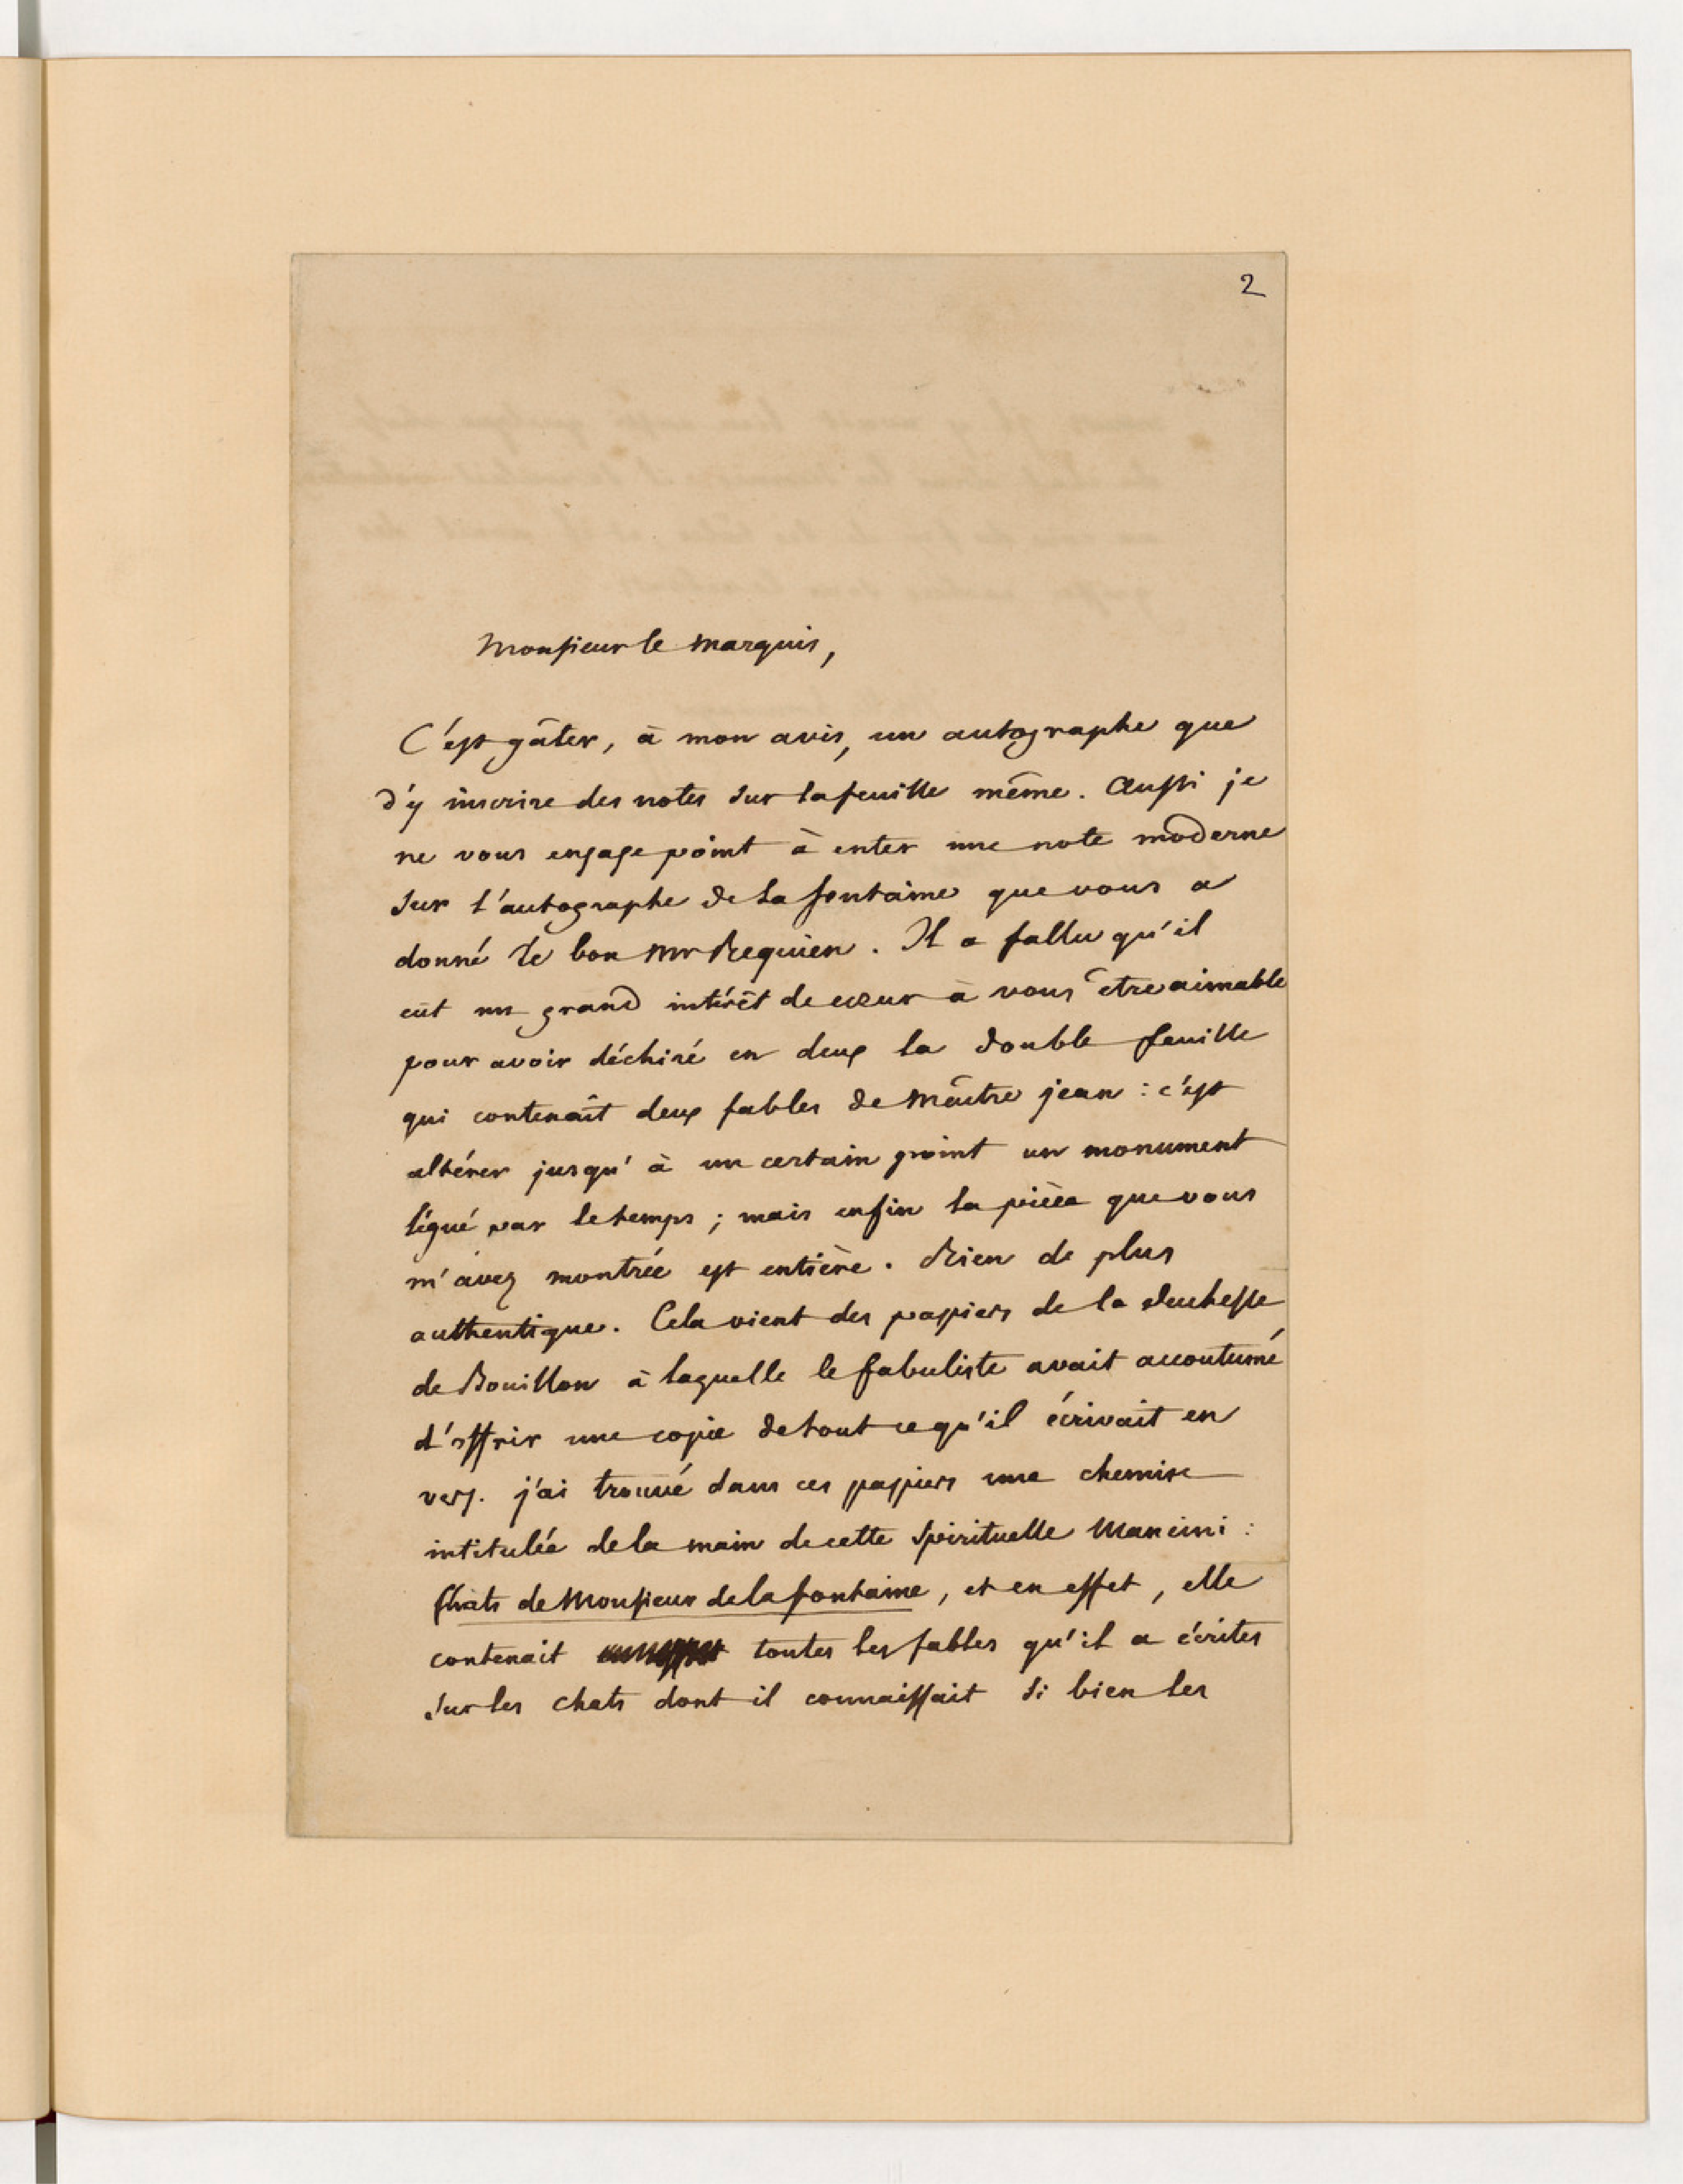 2
Monsieur le Marquis,
C'est gâter, à mon avis, un autographe que
d'y inscrire des notes sur la feuille même. Aussi je
ne vous engage point à enter une note moderne
sur l'autographe de La fontaine que vous a
donné le bon Mr Requien. Il a fallu qu'il
eût un grand intérêt de cœur à vous être aimable
pour avoir déchiré en deux la double feuille
qui contenait deux fables de Maître jean : c'est
altérer jusqu'à un certain point un monument
légué par le temps ; mais enfin la pièce que vous
m'avez montrée est entière. Rien de plus
authentique. Cela vient des papiers de la duchesse
de Bouillon à laquelle le fabuliste avait accoutumé
d'offrir une copie de tout ce qu'il écrivait en
vers. j'ai trouvé dans ces papiers une chemise
intitulée de la main de cette spirituelle Mancini :
Chats de Monsieur de la fontaine, et en effet, elle
contenait toutes les fables qu'il a écrites
sur les chats dont il connaissait si bien les